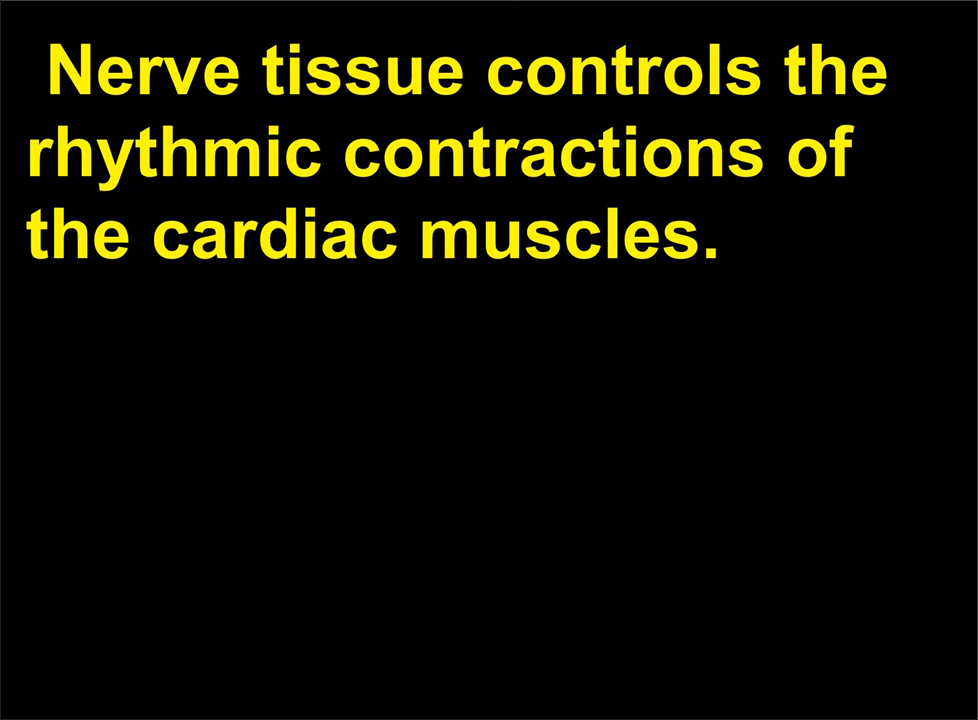 Nerve tissue controls the
rhythmic contractions of
the cardiac muscles.